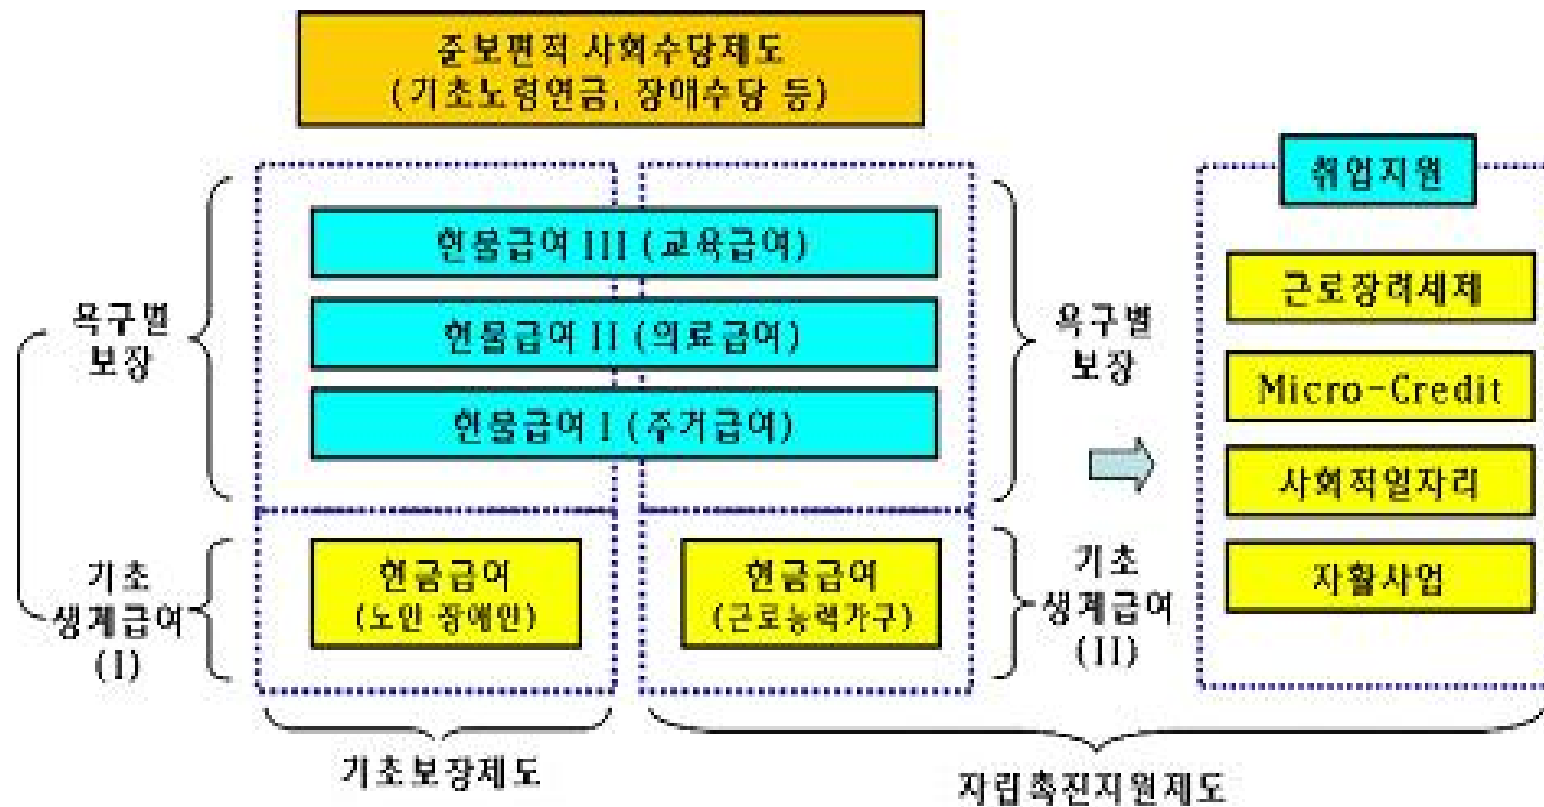 준보편적 사회수당제도
(기초노령연금, 장애수당 등)
취업지원
현물급여 III (교육급여)
현물급여 II (의료급여)
현물급여 I (주거급여)
욕구별
보장
욕구별
보장
근로장려세제
Micro-Credit
사회적일자리
자활사업
기초
생계급여
(I)
현금급여
(노인·장애인)
현금급여
(근로능력가구)
기초
생계급여
(II)
기초보장제도
자립촉진지원제도